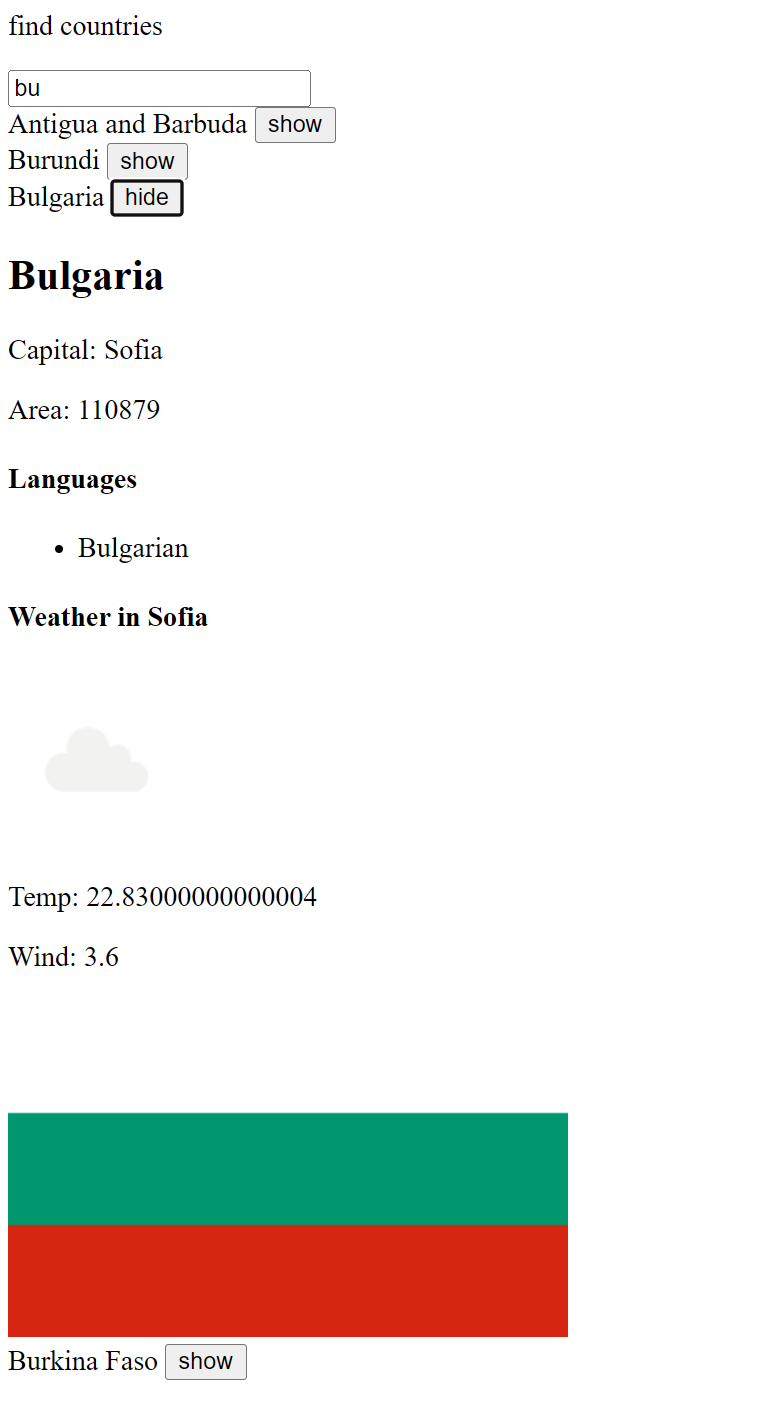 find countries
bu
Antigua and Barbuda show
Burundi show
Bulgaria hide
Bulgaria
Capital: Sofia
Area: 110879
Languages
• Bulgarian
Weather in Sofia
Temp: 22.83000000000004
Wind: 3.6
Burkina Faso show